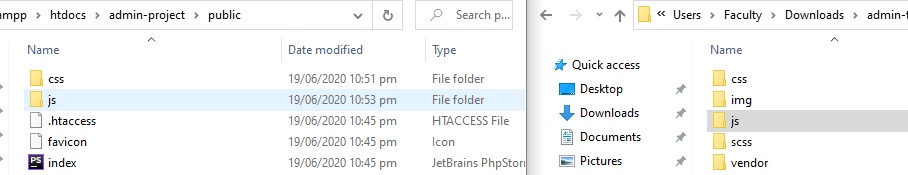 mpp > htdocs > admin-project > public
Search p...
Name Date modified Type
css 19/06/2020 10:51 pm File folder
js 19/06/2020 10:53 pm File folder
.htaccess 19/06/2020 10:45 pm HTACCESS File
favicon 19/06/2020 10:45 pm Icon
index 19/06/2020 10:45 pm JetBrains PhpStor
« Users > Faculty > Downloads > admin-t
Quick access
Desktop
Downloads
Documents
Pictures
Name
css
img
js
scss
vendor